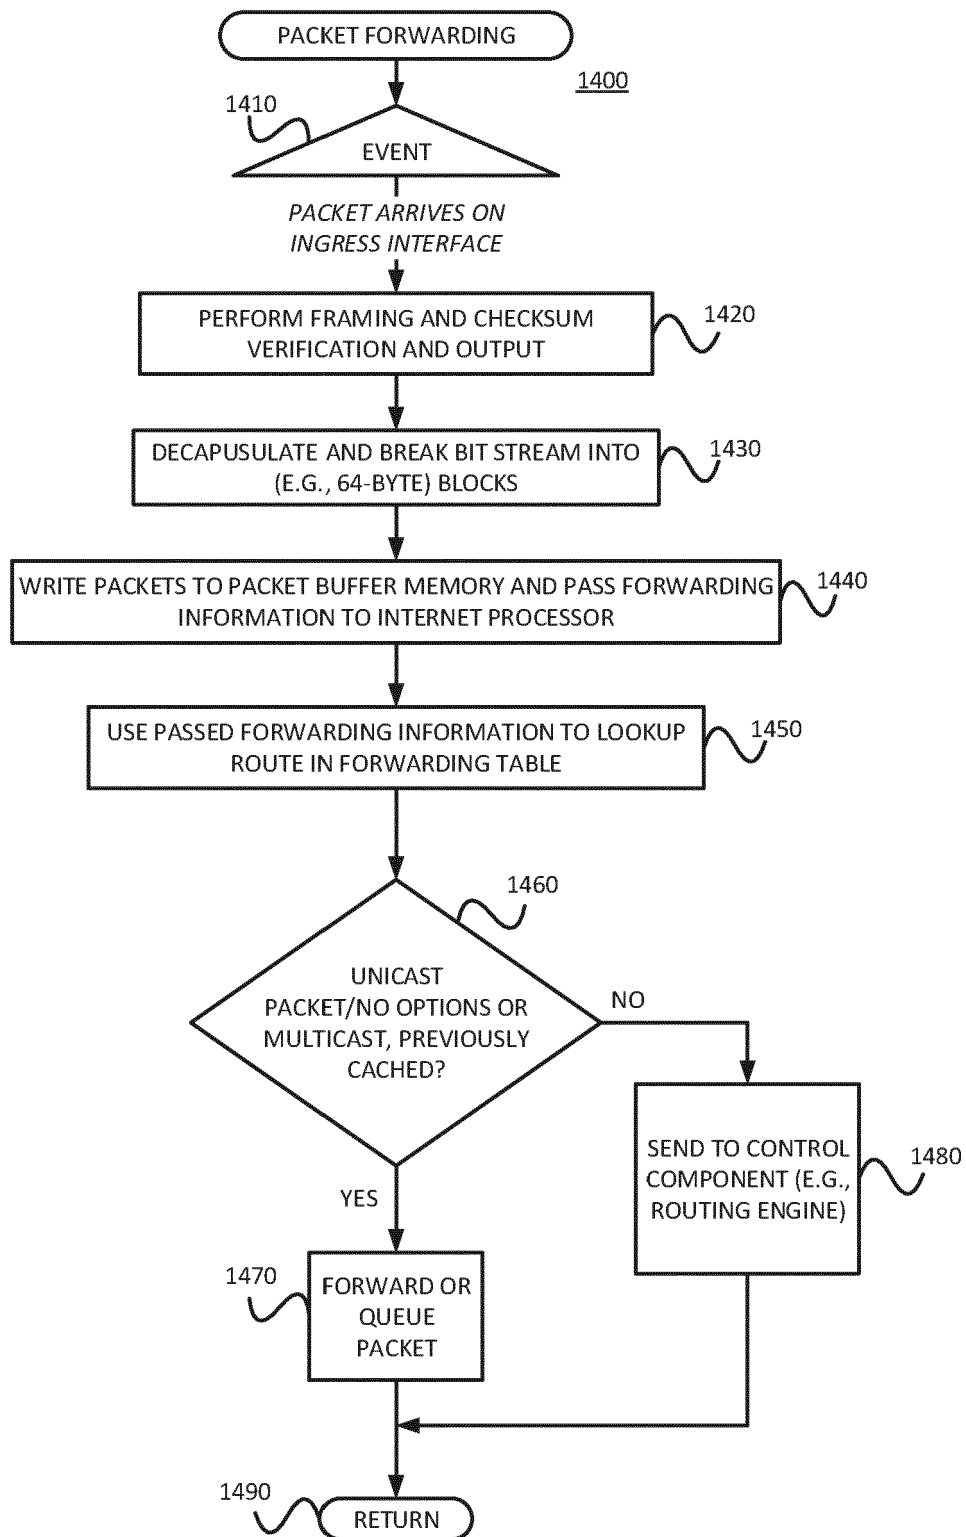 PACKET FORWARDING
1400
1410
EVENT
PACKET ARRIVES ON
INGRESS INTERFACE
PERFORM FRAMING AND CHECKSUM
VERIFICATION AND OUTPUT
1420
DECAPUSULATE AND BREAK BIT STREAM INTO
(E.G., 64-BYTE) BLOCKS
1430
WRITE PACKETS TO PACKET BUFFER MEMORY AND PASS FORWARDING
INFORMATION TO INTERNET PROCESSOR
1440
USE PASSED FORWARDING INFORMATION TO LOOKUP
ROUTE IN FORWARDING TABLE
1450
1460
UNICAST
PACKET/NO OPTIONS OR
MULTICAST, PREVIOUSLY
CACHED?
NO
YES
SEND TO CONTROL
COMPONENT (E.G.,
ROUTING ENGINE)
1480
1470
FORWARD OR
QUEUE
PACKET
1490
RETURN